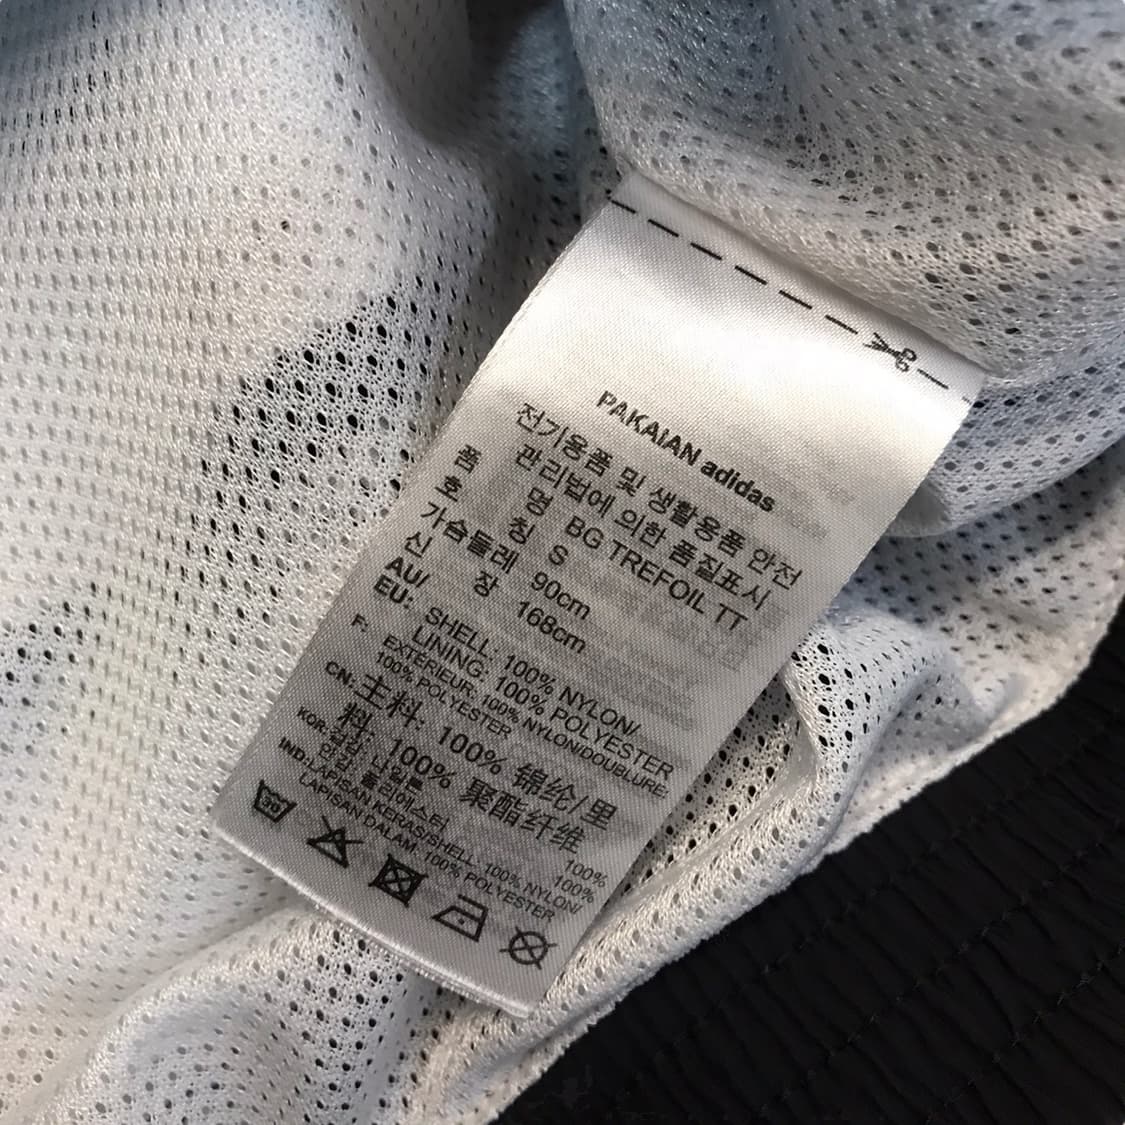 PAKAIAN adidas
전기용품 및 생활용품 안전
관리법에 의한 품질표시
품 명 BG TREFOIL TT
호 칭 S
가슴둘레 90cm
신 장 168cm
AU/
EU: SHELL: 100% NYLON/
LINING: 100% POLYESTER
F: EXTERIEUR: 100% NYLON/DOUBLURE:
100% POLYESTER
CN: 主料: 100% 锦纶/里
料: 100% 聚酯纤维
KOR: 겉감: 나일론 100%
안감: 폴리에스터 100%
IND: LAPISAN KERAS/SHELL: 100% NYLON/
LAPISAN DALAM: 100% POLYESTER
30